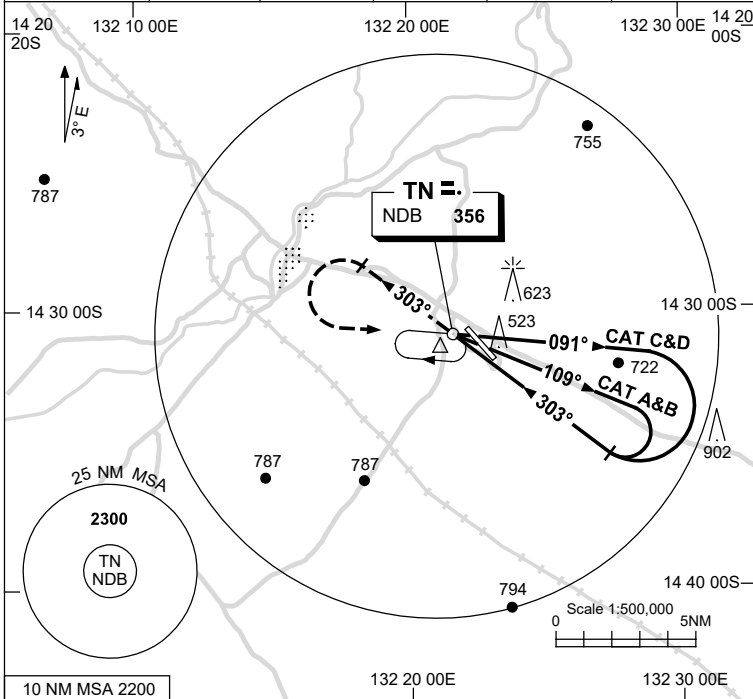 14 20
20S
132 10 00E
132 20 00E
132 30 00E
14 20
00S
3° E
755
787
TN
NDB 356
14 30 00S
14 30 00S
303°
623
523
091°
CAT C&D
722
109°
CAT A&B
303°
902
787
787
25 NM MSA
2300
TN
NDB
14 40 00S
794
Scale 1:500,000
0 5NM
10 NM MSA 2200
132 20 00E
132 30 00E